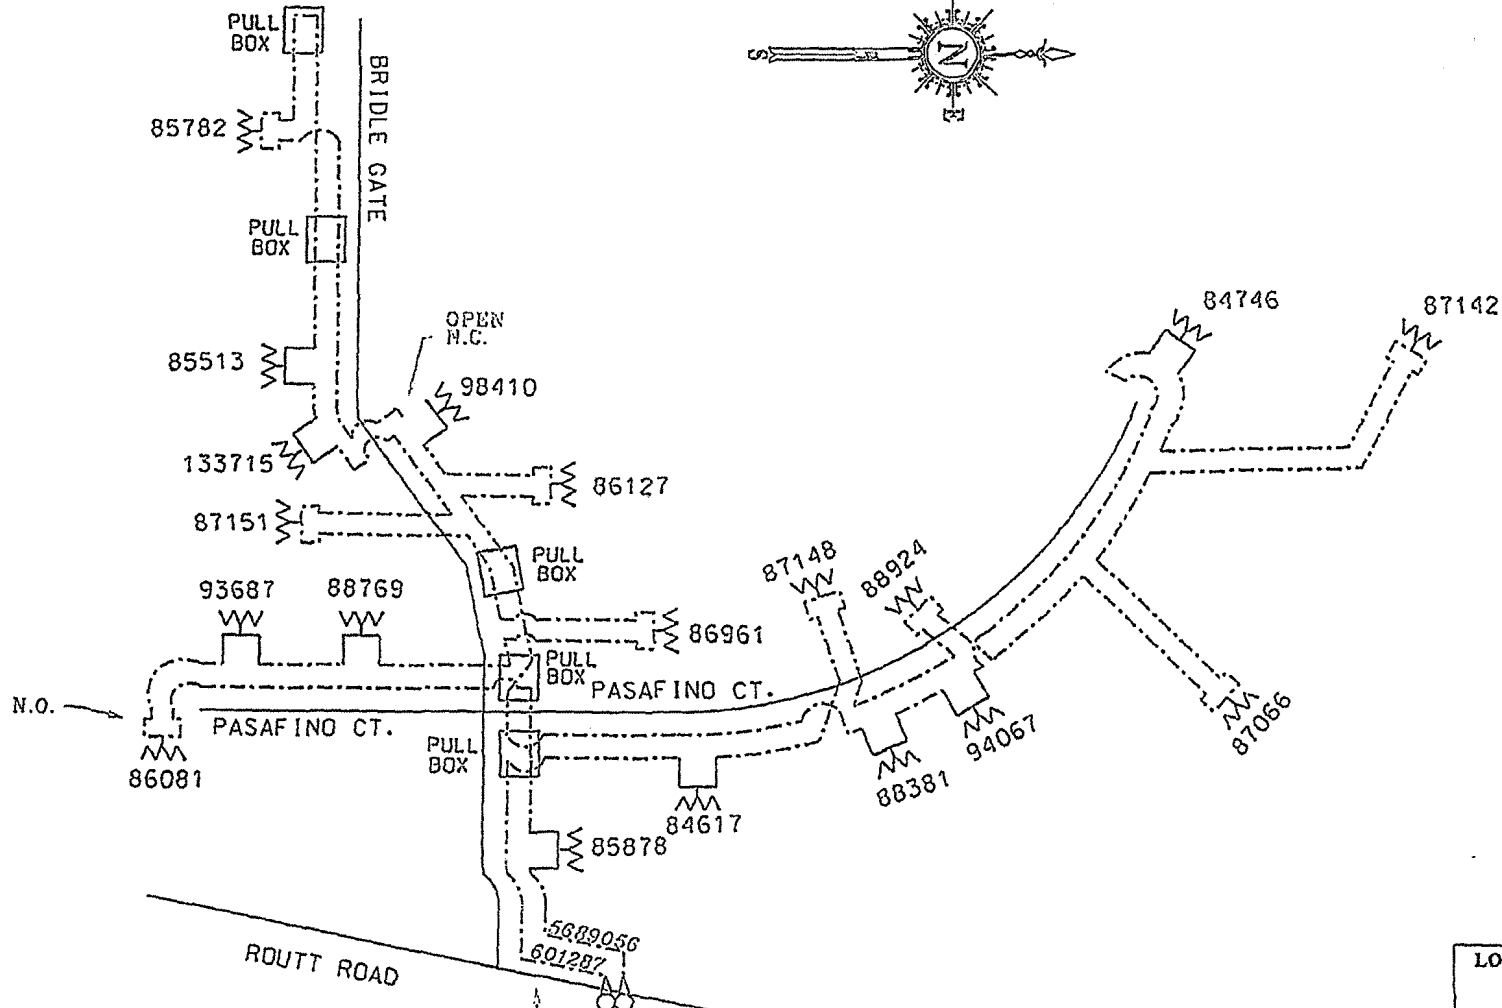 PULL
BOX
S
N
E
BRIDLE GATE
85782
PULL
BOX
84746
87142
OPEN
N.C.
85513
98410
133715
86127
87151
PULL
BOX
87148
88924
93687
88769
86961
PULL
BOX
PASAFINO CT.
N.O.
PASAFINO CT.
87066
94067
PULL
BOX
86081
88381
84617
85878
5689056
601287
ROUTT ROAD
LO